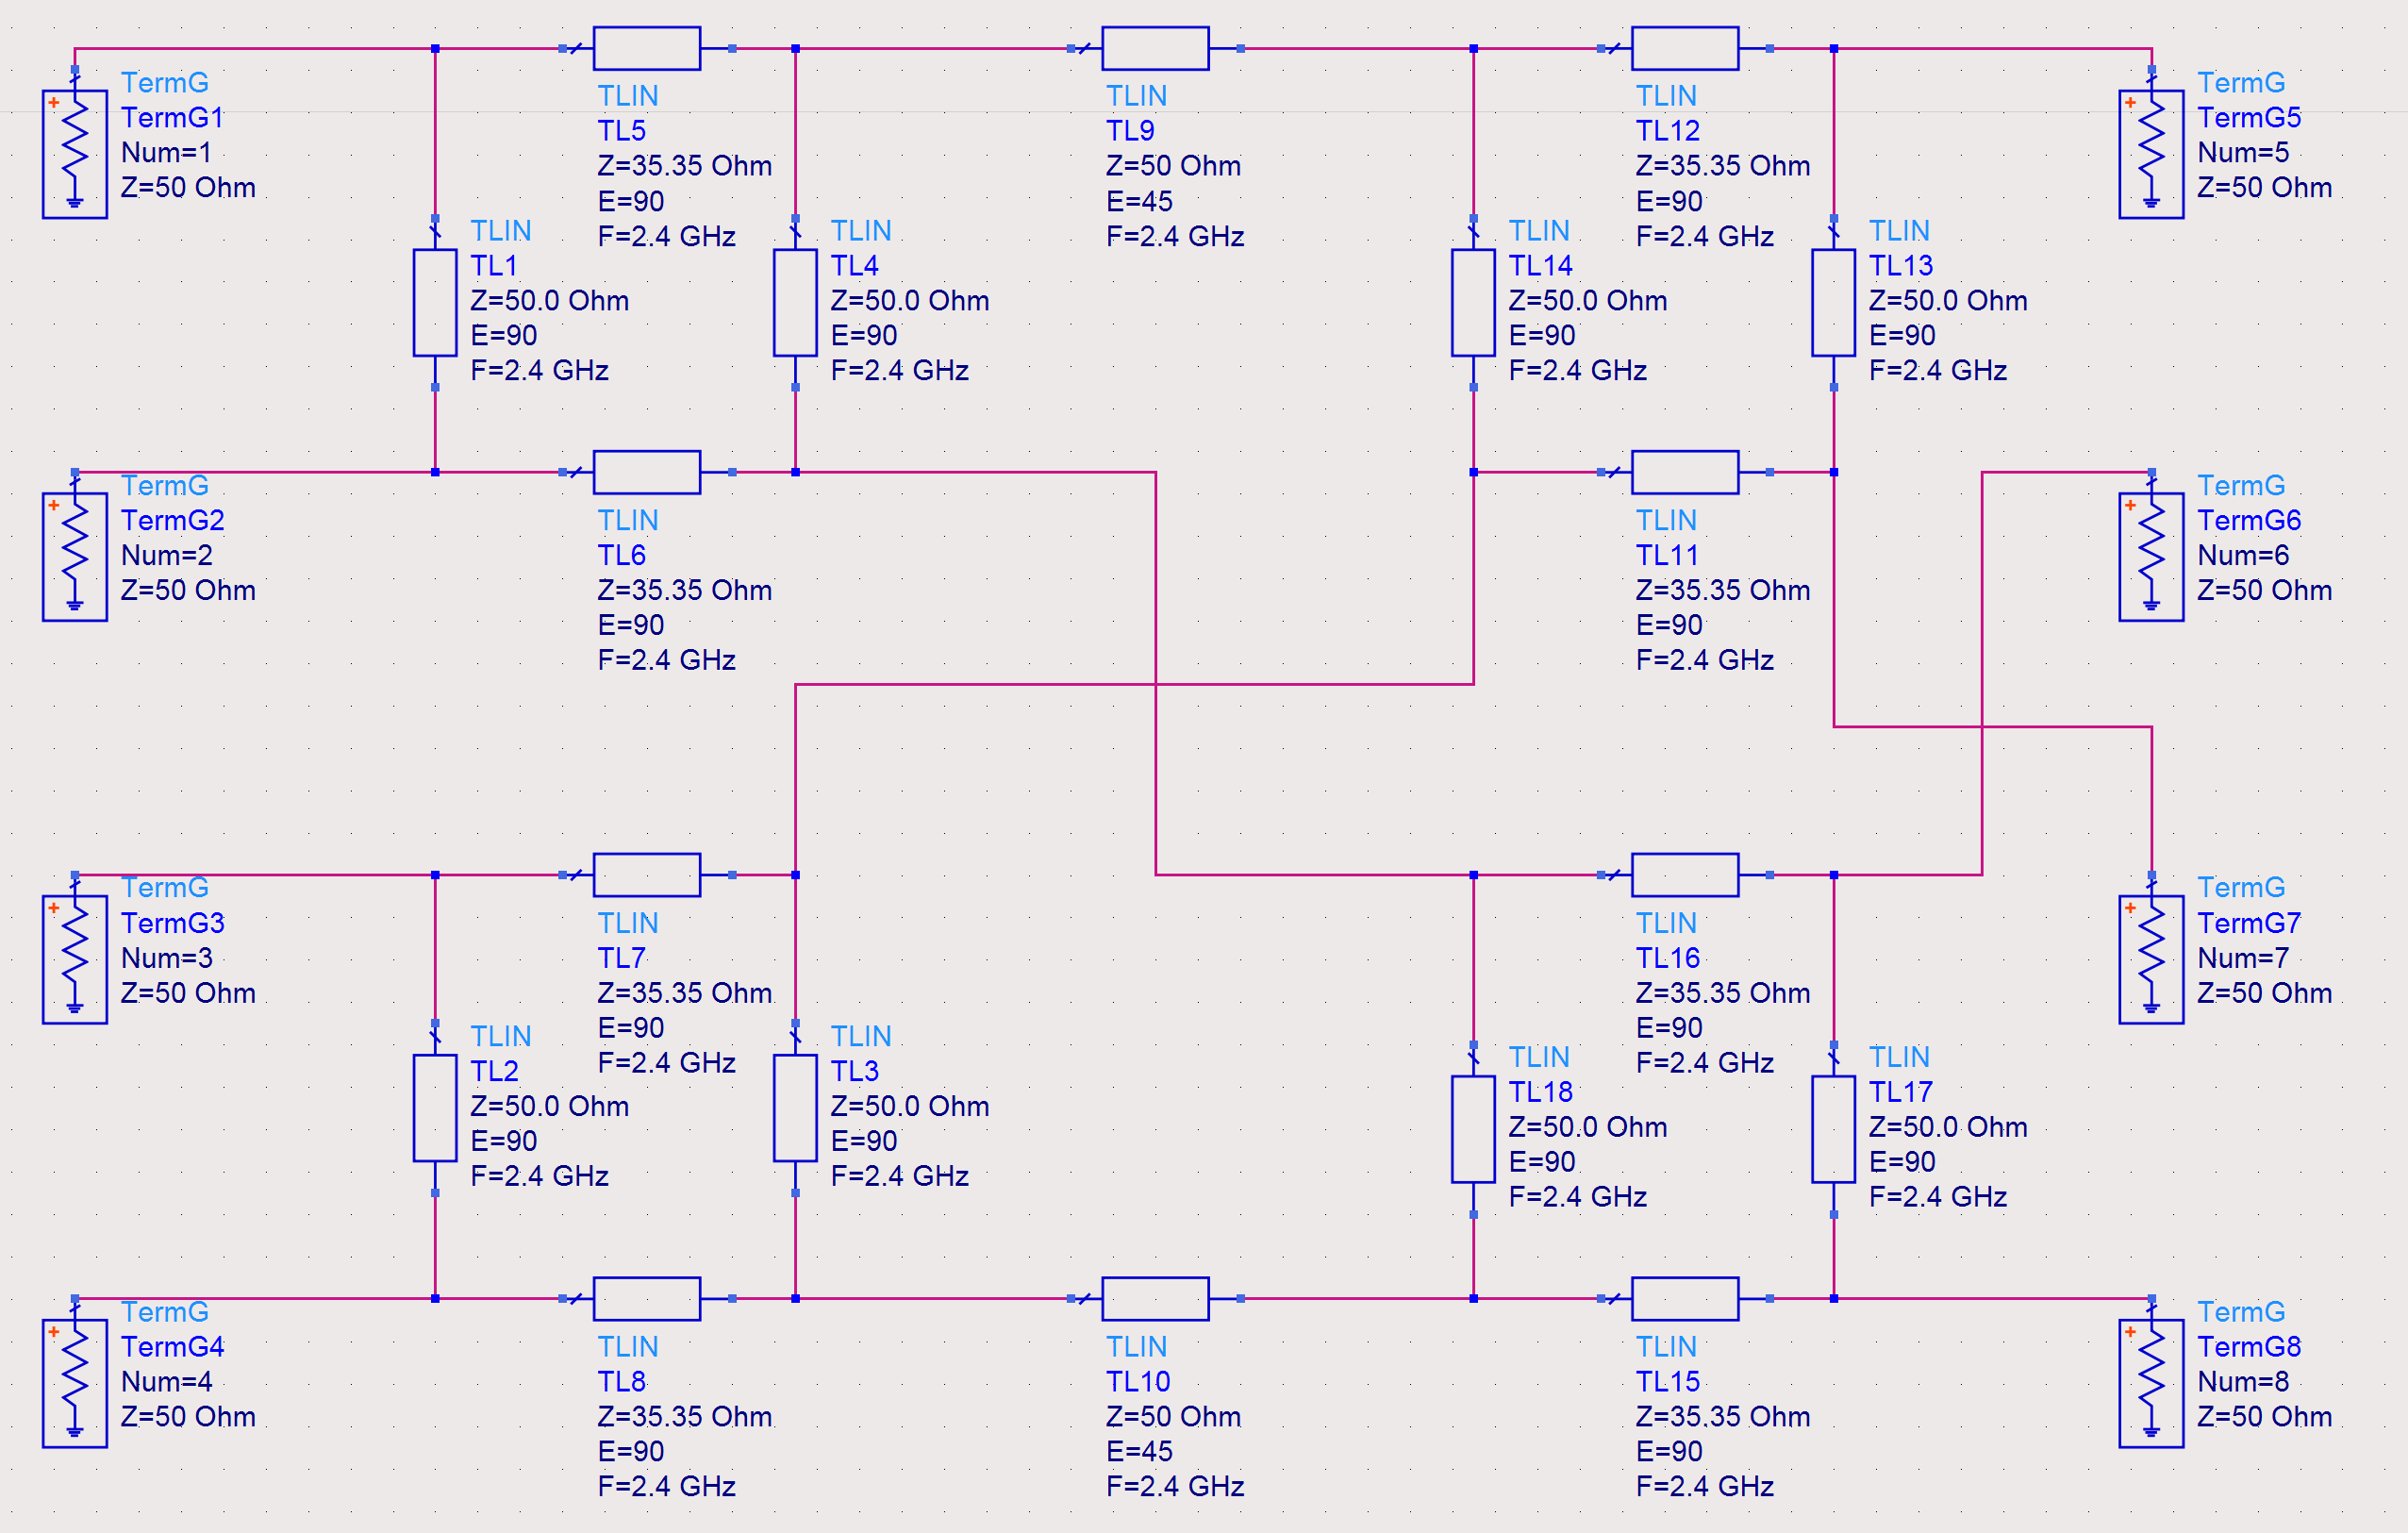 TermG
TermG1
Num=1
Z=50 Ohm
TLIN
TL5
Z=35.35 Ohm
E=90
F=2.4 GHz
TLIN
TL9
Z=50 Ohm
E=45
F=2.4 GHz
TLIN
TL12
Z=35.35 Ohm
E=90
F=2.4 GHz
TermG
TermG5
Num=5
Z=50 Ohm
TLIN
TL1
Z=50.0 Ohm
E=90
F=2.4 GHz
TLIN
TL4
Z=50.0 Ohm
E=90
F=2.4 GHz
TLIN
TL14
Z=50.0 Ohm
E=90
F=2.4 GHz
TLIN
TL13
Z=50.0 Ohm
E=90
F=2.4 GHz
TermG
TermG2
Num=2
Z=50 Ohm
TLIN
TL6
Z=35.35 Ohm
E=90
F=2.4 GHz
TLIN
TL11
Z=35.35 Ohm
E=90
F=2.4 GHz
TermG
TermG6
Num=6
Z=50 Ohm
TermG
TermG3
Num=3
Z=50 Ohm
TLIN
TL7
Z=35.35 Ohm
E=90
F=2.4 GHz
TLIN
TL16
Z=35.35 Ohm
E=90
F=2.4 GHz
TermG
TermG7
Num=7
Z=50 Ohm
TLIN
TL2
Z=50.0 Ohm
E=90
F=2.4 GHz
TLIN
TL3
Z=50.0 Ohm
E=90
F=2.4 GHz
TLIN
TL18
Z=50.0 Ohm
E=90
F=2.4 GHz
TLIN
TL17
Z=50.0 Ohm
E=90
F=2.4 GHz
TermG
TermG4
Num=4
Z=50 Ohm
TLIN
TL8
Z=35.35 Ohm
E=90
F=2.4 GHz
TLIN
TL10
Z=50 Ohm
E=45
F=2.4 GHz
TLIN
TL15
Z=35.35 Ohm
E=90
F=2.4 GHz
TermG
TermG8
Num=8
Z=50 Ohm